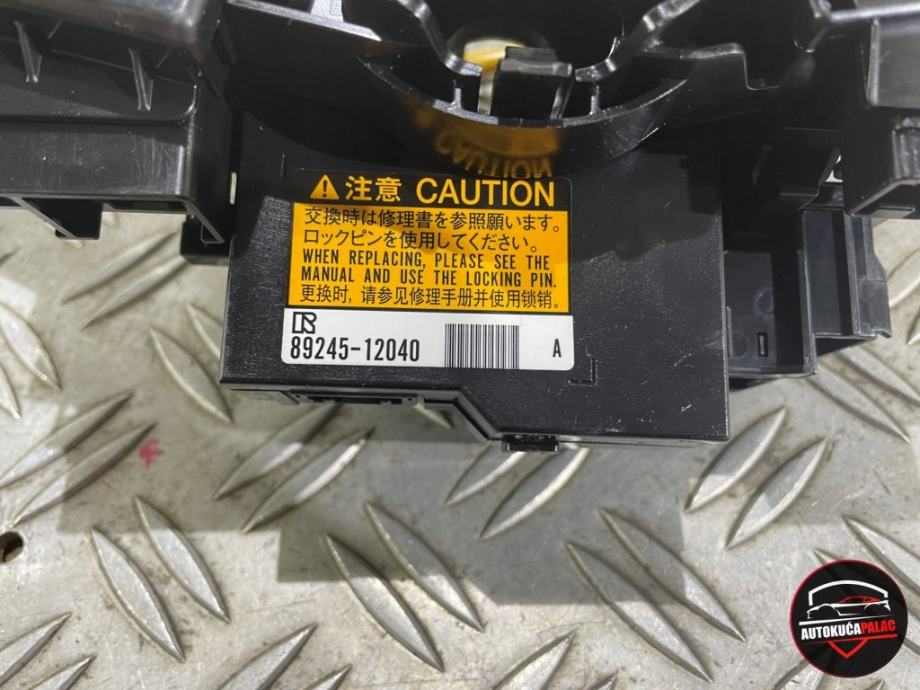 CAUTION
注意 CAUTION
交換時は修理書を参照願います。
ロックピンを使用してください。
WHEN REPLACING, PLEASE SEE THE
MANUAL AND USE THE LOCKING PIN.
更换时, 请参见修理手册并使用锁销。
89245-12040 A
AUTOKUĆAPALAC